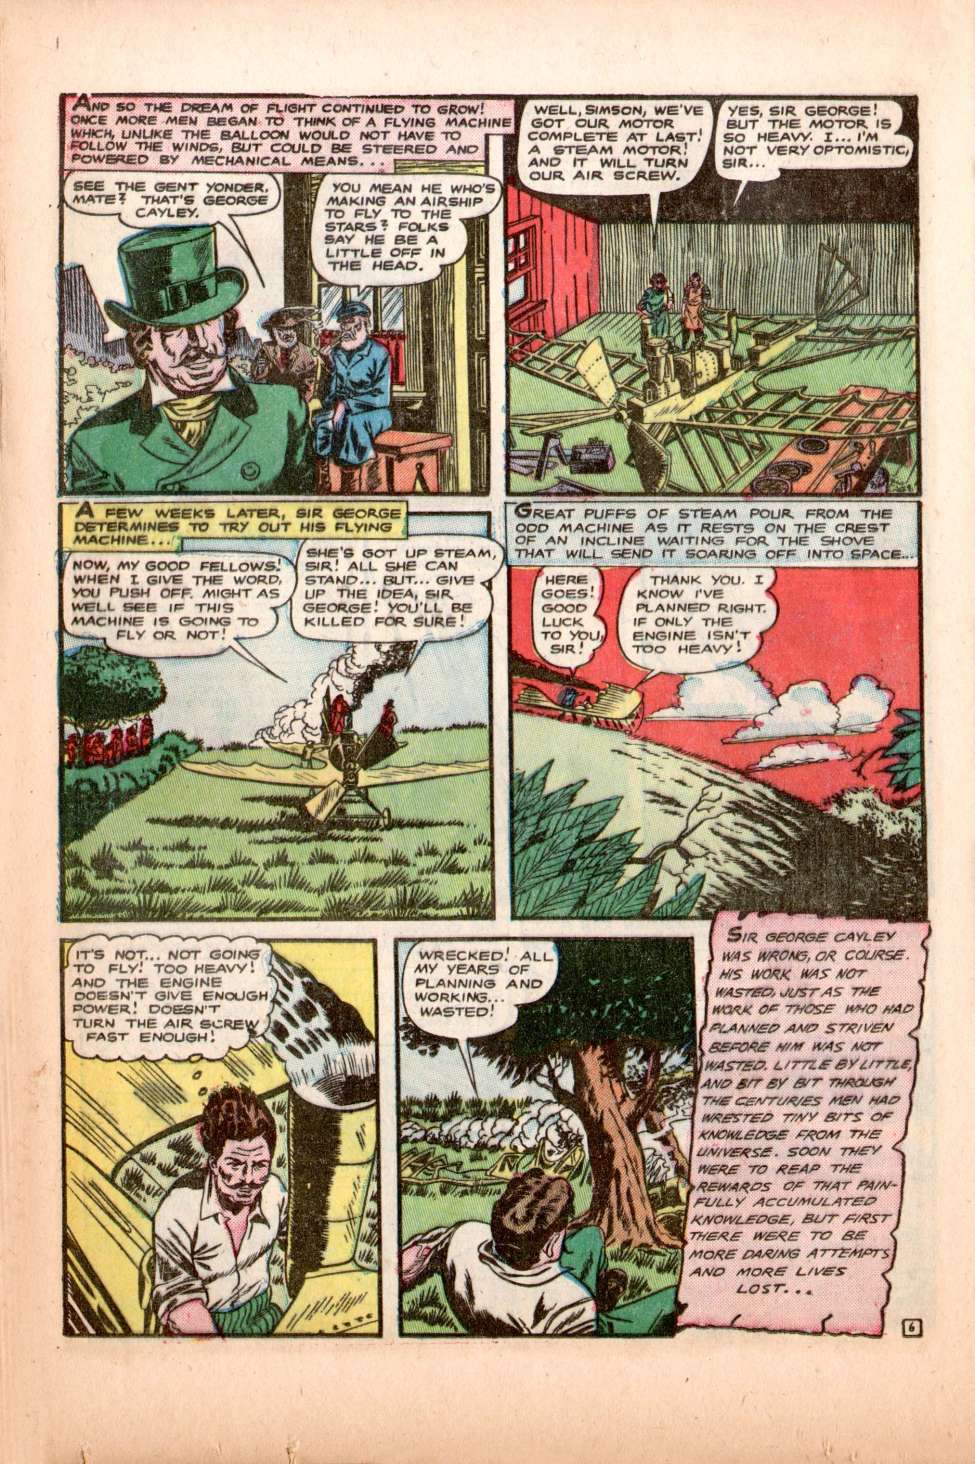 AND SO THE DREAM OF FLIGHT CONTINUED TO GROW!
ONCE MORE MEN BEGAN TO THINK OF A FLYING MACHINE
WHICH, UNLIKE THE BALLOON WOULD NOT HAVE TO
FOLLOW THE WINDS, BUT COULD BE STEERED AND
POWERED BY MECHANICAL MEANS...
SEE THE GENT YONDER,
MATE? THAT'S GEORGE
CAYLEY.
YOU MEAN HE WHO'S
MAKING AN AIRSHIP
TO FLY TO THE
STARS? FOLKS
SAY HE BE A
LITTLE OFF IN
THE HEAD.
WELL, SIMSON, WE'VE
GOT OUR MOTOR
COMPLETE AT LAST!
A STEAM MOTOR!
AND IT WILL TURN
OUR AIR SCREW.
YES, SIR GEORGE!
BUT THE MOTOR IS
SO HEAVY. I... I'M
NOT VERY OPTOMISTIC,
SIR...
A FEW WEEKS LATER, SIR GEORGE
DETERMINES TO TRY OUT HIS FLYING
MACHINE...
NOW, MY GOOD FELLOWS!
WHEN I GIVE THE WORD,
YOU PUSH OFF. MIGHT AS
WELL SEE IF THIS
MACHINE IS GOING TO
FLY OR NOT!
SHE'S GOT UP STEAM,
SIR! ALL SHE CAN
STAND... BUT... GIVE
UP THE IDEA, SIR
GEORGE! YOU'LL BE
KILLED FOR SURE!
GREAT PUFFS OF STEAM POUR FROM THE
ODD MACHINE AS IT RESTS ON THE CREST
OF AN INCLINE WAITING FOR THE SHOVE
THAT WILL SEND IT SOARING OFF INTO SPACE...
HERE
GOES!
GOOD
LUCK
TO YOU,
SIR!
THANK YOU. I
KNOW I'VE
PLANNED RIGHT.
IF ONLY THE
ENGINE ISN'T
TOO HEAVY!
IT'S NOT... NOT GOING
TO FLY! TOO HEAVY!
AND THE ENGINE
DOESN'T GIVE ENOUGH
POWER! DOESN'T
TURN THE AIR SCREW
FAST ENOUGH!
WRECKED! ALL
MY YEARS OF
PLANNING AND
WORKING...
WASTED!
SIR GEORGE CAYLEY
WAS WRONG, OR COURSE.
HIS WORK WAS NOT
WASTED, JUST AS THE
WORK OF THOSE WHO HAD
PLANNED AND STRIVEN
BEFORE HIM WAS NOT
WASTED. LITTLE BY LITTLE,
AND BIT BY BIT THROUGH
THE CENTURIES MEN HAD
WRESTED TINY BITS OF
KNOWLEDGE FROM THE
UNIVERSE. SOON THEY
WERE TO REAP THE
REWARDS OF THAT PAIN-
FULLY ACCUMULATED
KNOWLEDGE, BUT FIRST
THERE WERE TO BE
MORE DARING ATTEMPTS
AND MORE LIVES
LOST...
6